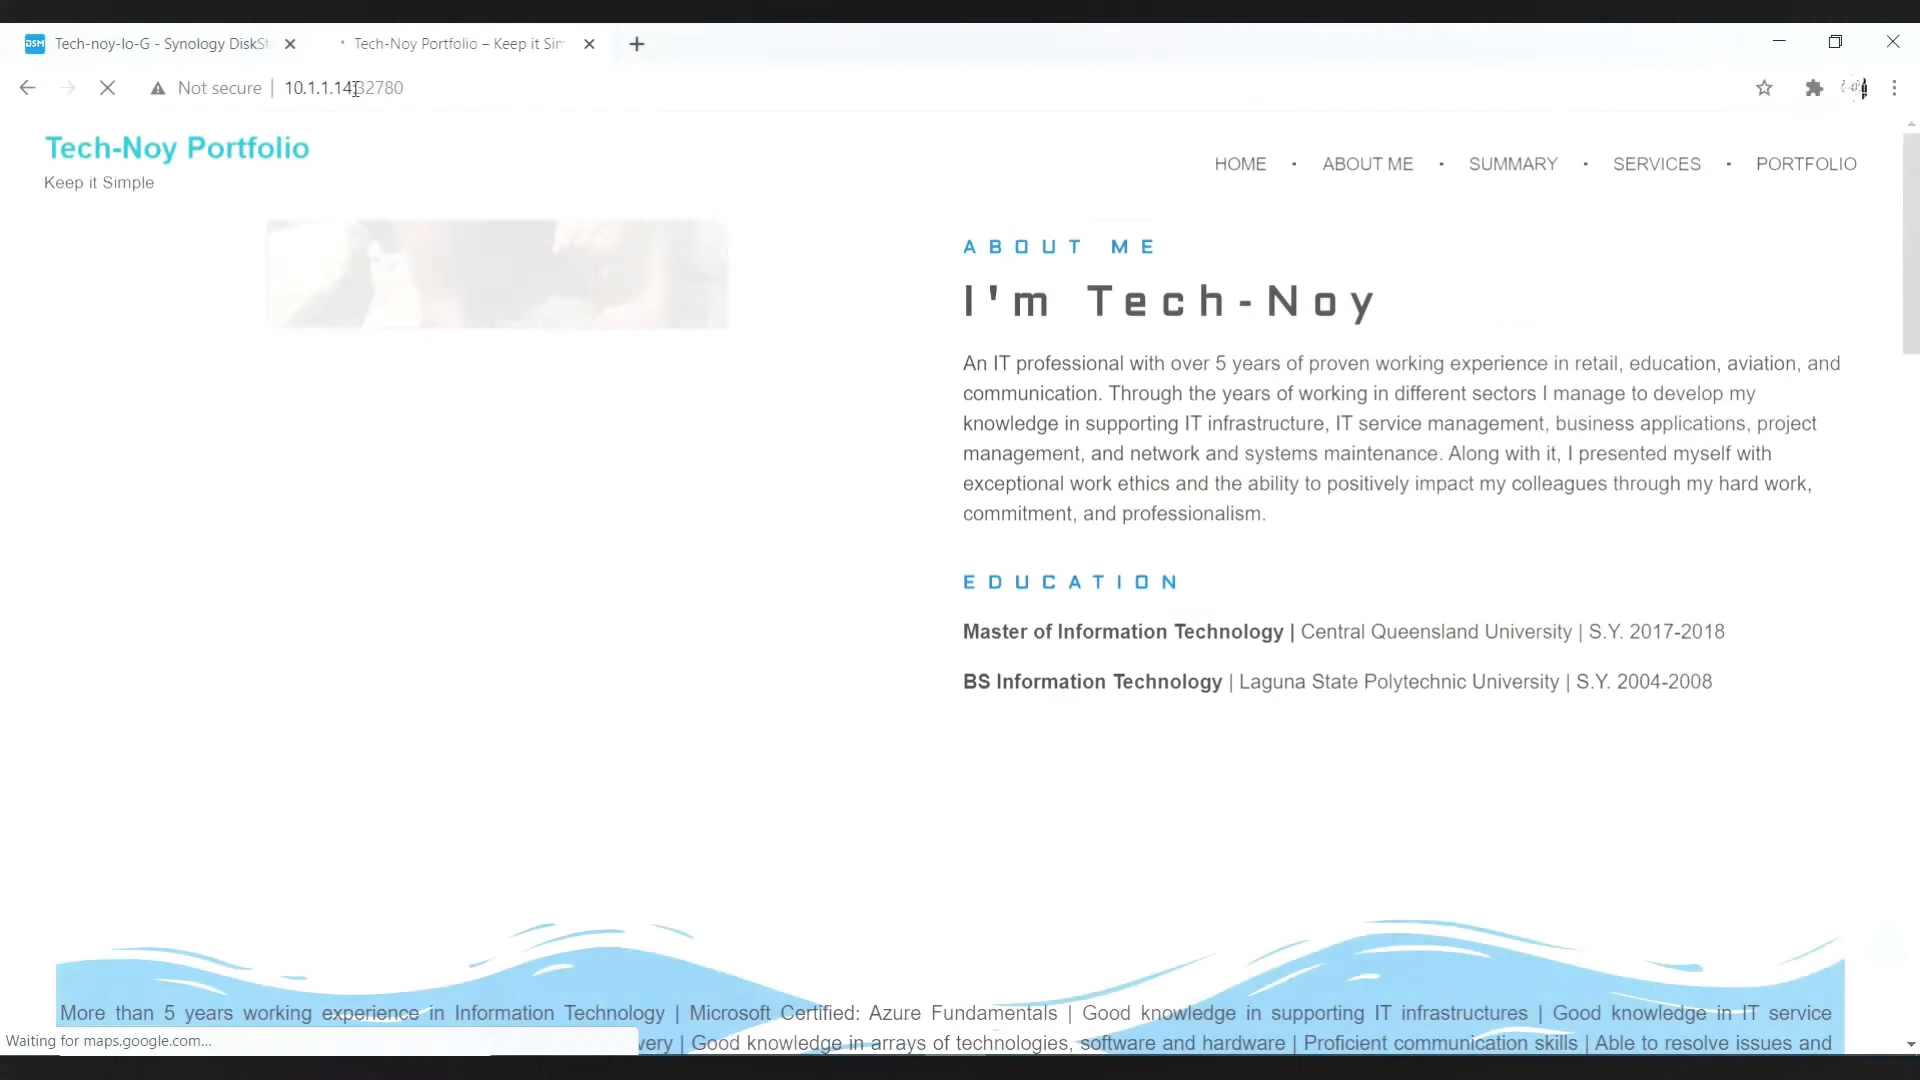 DSM Tech-noy-lo-G - Synology DiskSt
Tech-Noy Portfolio – Keep it Sim
Not secure | 10.1.1.14:32780
Tech-Noy Portfolio
Keep it Simple
HOME · ABOUT ME · SUMMARY · SERVICES · PORTFOLIO
ABOUT ME
I'm Tech-Noy
An IT professional with over 5 years of proven working experience in retail, education, aviation, and
communication. Through the years of working in different sectors I manage to develop my
knowledge in supporting IT infrastructure, IT service management, business applications, project
management, and network and systems maintenance. Along with it, I presented myself with
exceptional work ethics and the ability to positively impact my colleagues through my hard work,
commitment, and professionalism.
EDUCATION
Master of Information Technology | Central Queensland University | S.Y. 2017-2018
BS Information Technology | Laguna State Polytechnic University | S.Y. 2004-2008
More than 5 years working experience in Information Technology | Microsoft Certified: Azure Fundamentals | Good knowledge in supporting IT infrastructures | Good knowledge in IT service
very | Good knowledge in arrays of technologies, software and hardware | Proficient communication skills | Able to resolve issues and
Waiting for maps.google.com...